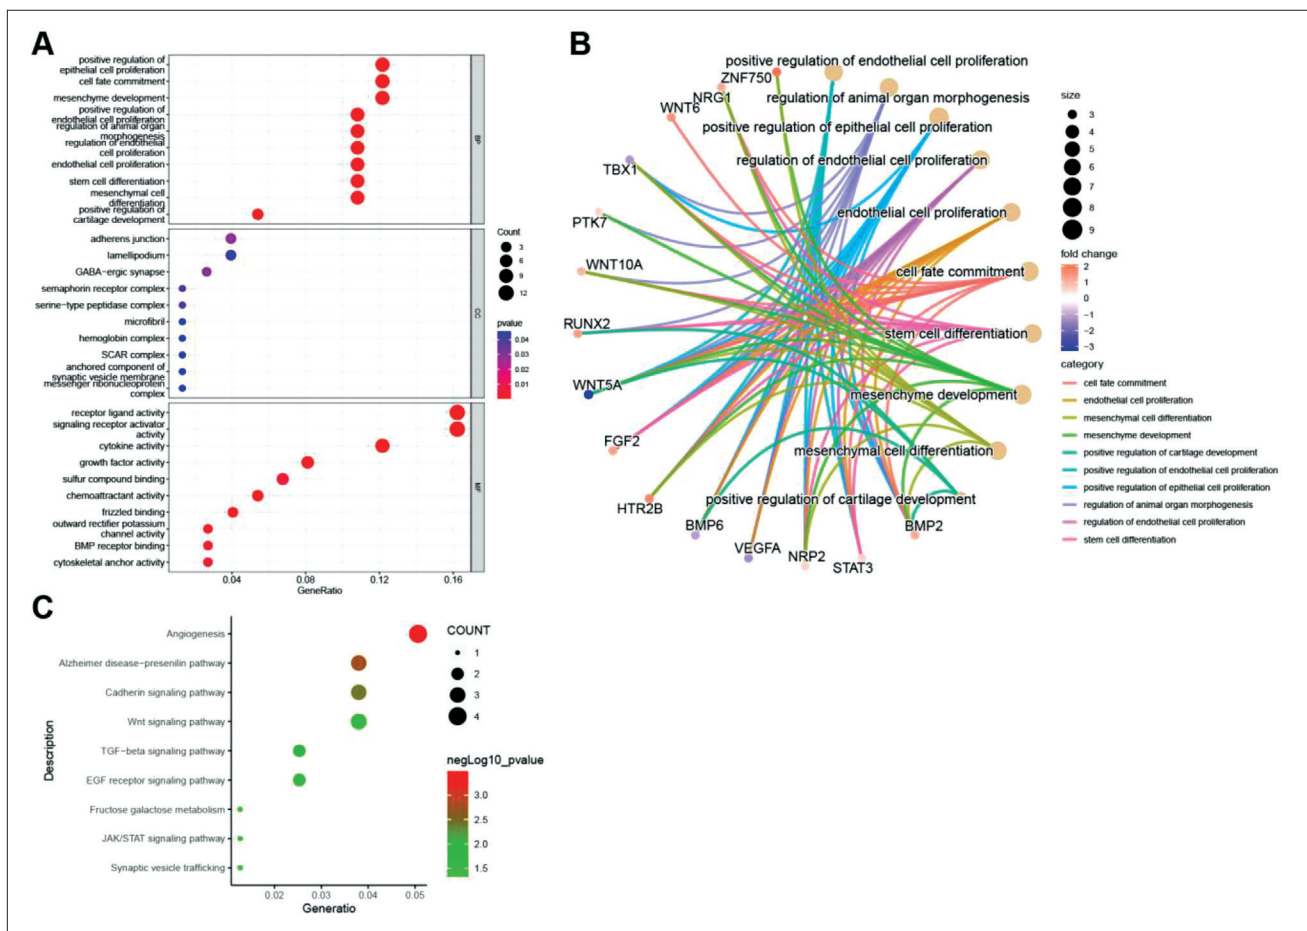 A
positive regulation of
epithelial cell proliferation
cell fate commitment
mesenchyme development
positive regulation of
endothelial cell proliferation
regulation of animal organ
morphogenesis
regulation of endothelial
cell proliferation
endothelial cell proliferation
stem cell differentiation
mesenchymal cell
differentiation
positive regulation of
cartilage development
BP
adherens junction
lamellipodium
GABA-ergic synapse
semaphorin receptor complex
serine-type peptidase complex
microfibril
hemoglobin complex
SCAR complex
anchored component of
synaptic vesicle membrane
messenger ribonucleoprotein
complex
CC
receptor ligand activity
signaling receptor activator
activity
cytokine activity
growth factor activity
sulfur compound binding
chemoattractant activity
frizzled binding
outward rectifier potassium
channel activity
BMP receptor binding
cytoskeletal anchor activity
MF
0.04 0.08 0.12 0.16
GeneRatio
Count
3
6
9
12
pvalue
0.04
0.03
0.02
0.01
B
positive regulation of endothelial cell proliferation
ZNF750
NRG1
regulation of animal organ morphogenesis
WNT6
positive regulation of epithelial cell proliferation
TBX1
regulation of endothelial cell proliferation
PTK7
endothelial cell proliferation
WNT10A
cell fate commitment
RUNX2
stem cell differentiation
WNT5A
mesenchyme development
FGF2
mesenchymal cell differentiation
HTR2B
positive regulation of cartilage development
BMP6
BMP2
VEGFA
NRP2
STAT3
size
3
4
5
6
7
8
9
fold change
2
1
0
−1
−2
−3
category
cell fate commitment
endothelial cell proliferation
mesenchymal cell differentiation
mesenchyme development
positive regulation of cartilage development
positive regulation of endothelial cell proliferation
positive regulation of epithelial cell proliferation
regulation of animal organ morphogenesis
regulation of endothelial cell proliferation
stem cell differentiation
C
Description
Angiogenesis
Alzheimer disease−presenilin pathway
Cadherin signaling pathway
Wnt signaling pathway
TGF−beta signaling pathway
EGF receptor signaling pathway
Fructose galactose metabolism
JAK/STAT signaling pathway
Synaptic vesicle trafficking
0.02 0.03 0.04 0.05
Generatio
COUNT
1
2
3
4
negLog10_pvalue
3.0
2.5
2.0
1.5